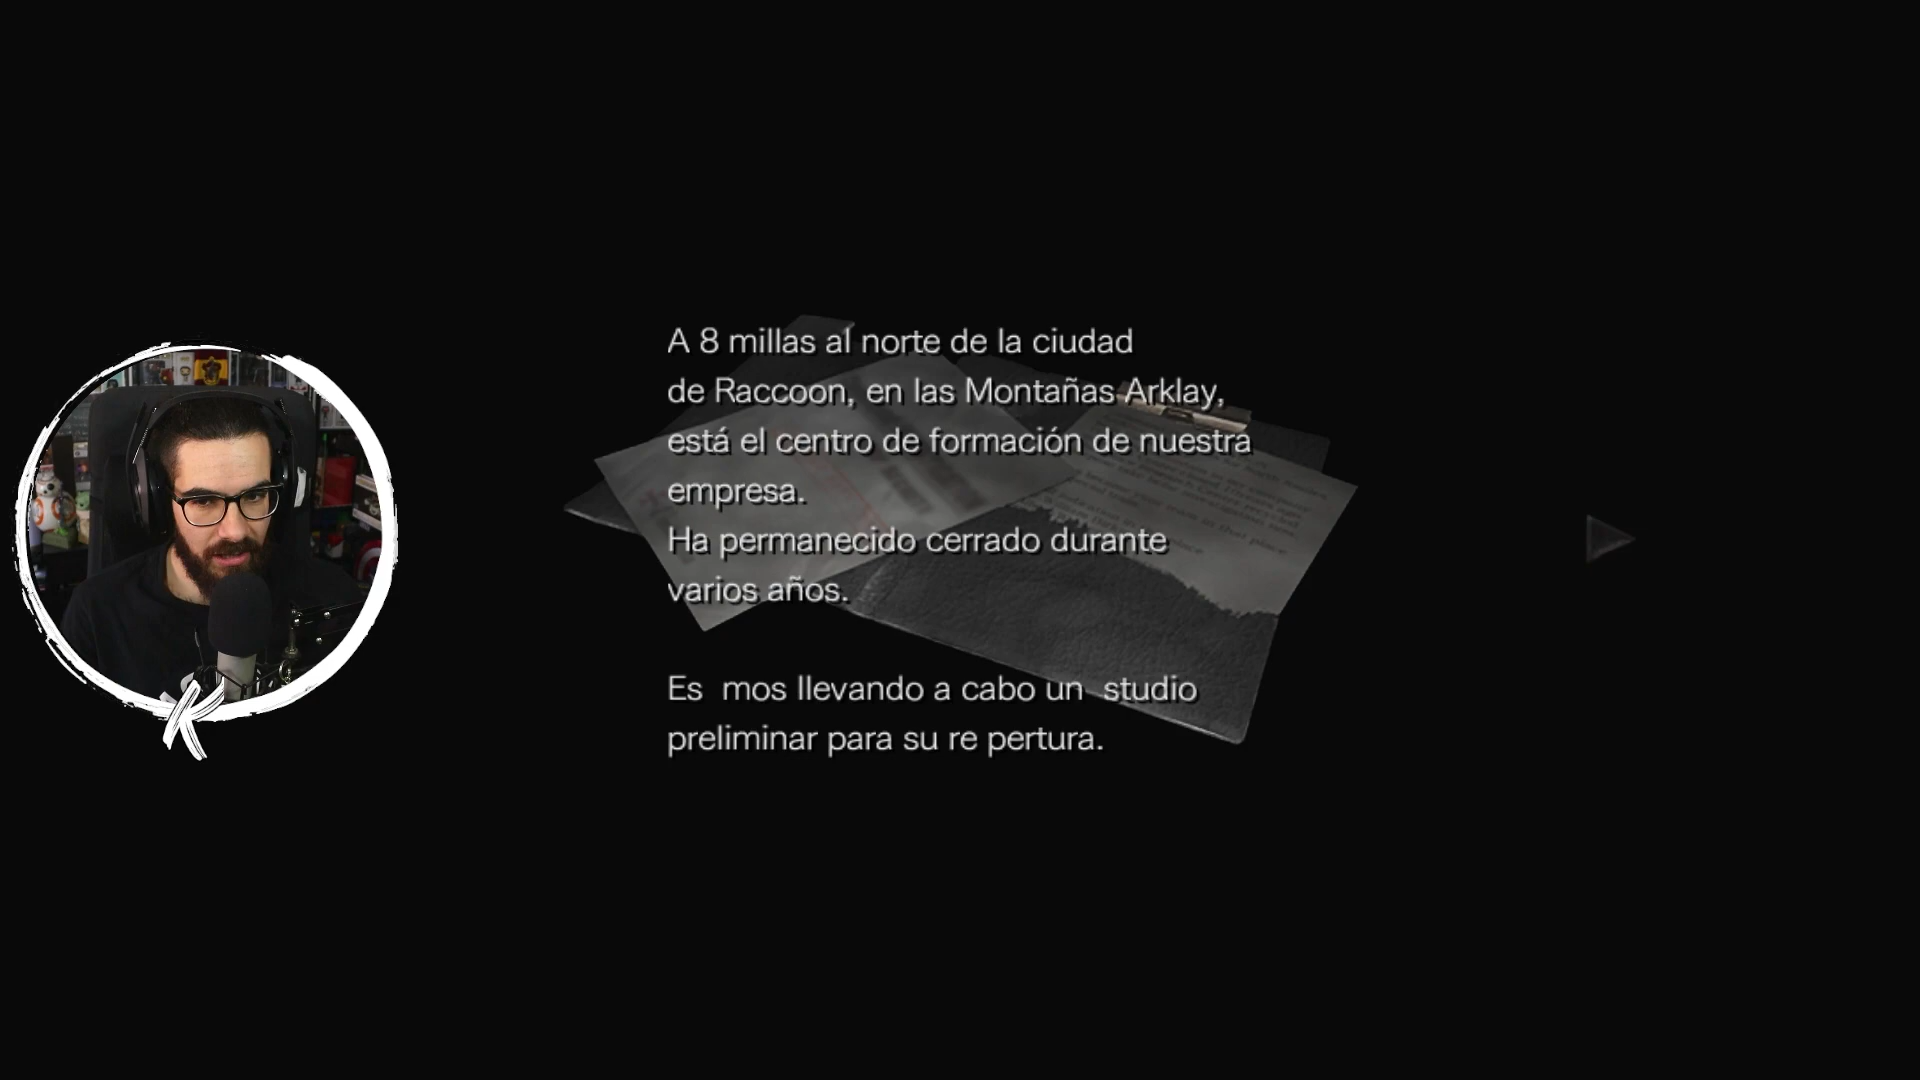 A 8 millas al norte de la ciudad
de Raccoon, en las Montañas Arklay,
está el centro de formación de nuestra
empresa.
Ha permanecido cerrado durante
varios años.
Es  mos llevando a cabo un  studio
preliminar para su re pertura.
K